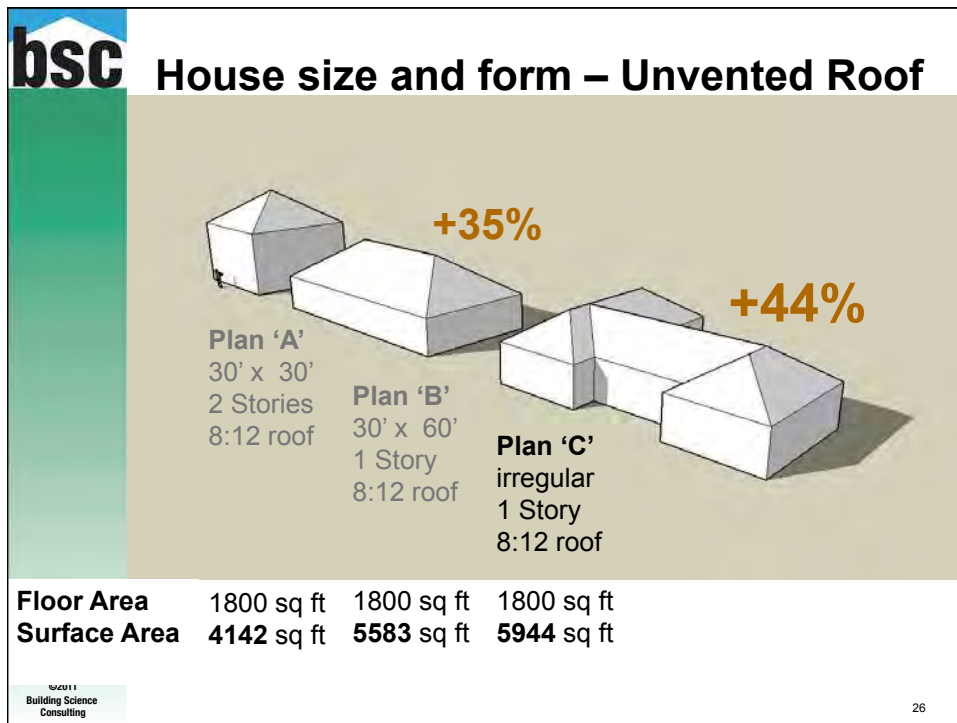 bsc
House size and form – Unvented Roof
+35%
+44%
Plan ‘A’
30’ x 30’
2 Stories
8:12 roof
Plan ‘B’
30’ x 60’
1 Story
8:12 roof
Plan ‘C’
irregular
1 Story
8:12 roof
Floor Area 1800 sq ft 1800 sq ft 1800 sq ft
Surface Area 4142 sq ft 5583 sq ft 5944 sq ft
©2011
Building Science
Consulting
26